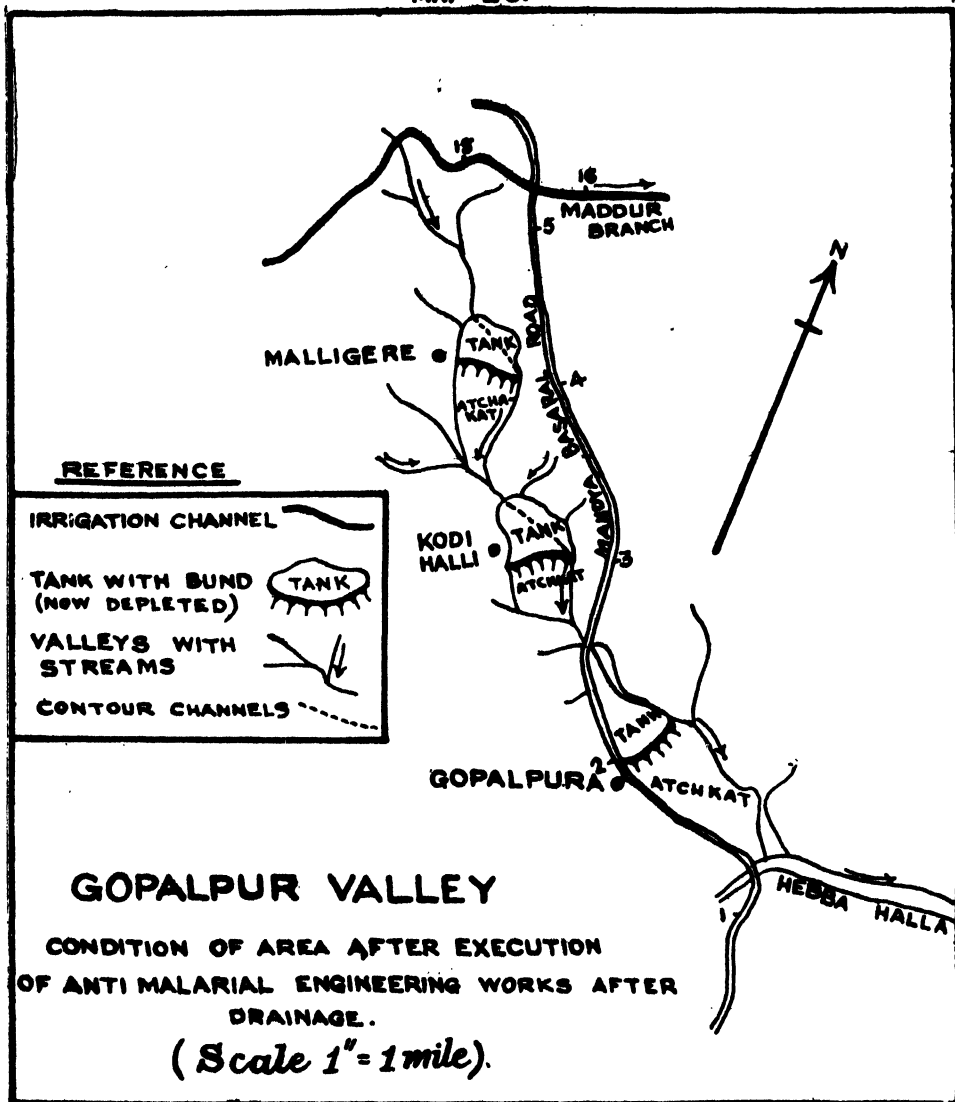 15
16
MADDUR
BRANCH
5
N
TANK
ROAD
MALLIGERE
4
ATCHA-
KAT
BASARAL
REFERENCE
IRRIGATION CHANNEL
TANK WITH BUND
(NOW DEPLETED)
TANK
VALLEYS WITH
STREAMS
CONTOUR CHANNELS
KODI
HALLI
TANK
ATCHKAT
MANDYA
3
TANK
2
GOPALPURA
ATCHKAT
HEBBA HALLA
1
GOPALPUR VALLEY
CONDITION OF AREA AFTER EXECUTION
OF ANTI MALARIAL ENGINEERING WORKS AFTER
DRAINAGE.
(Scale 1"= 1 mile).